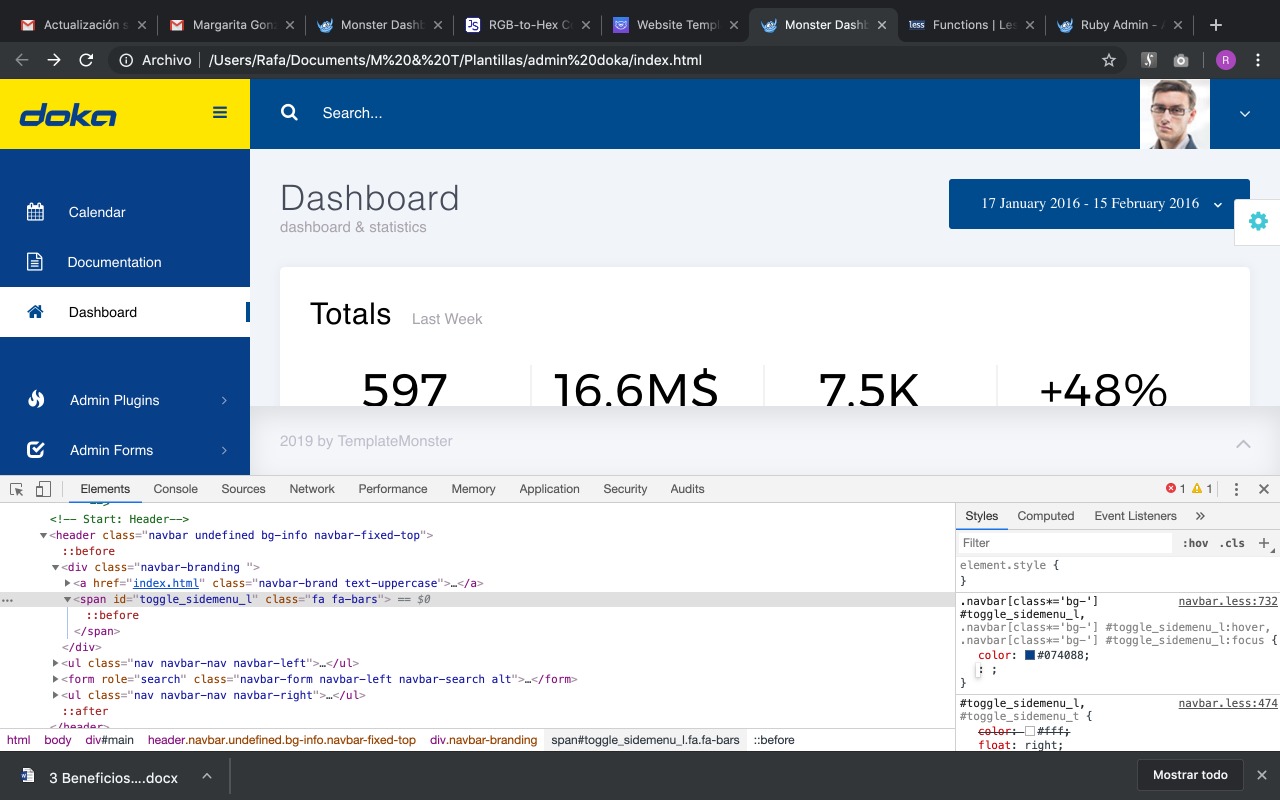 Actualización s
Margarita Gon
Monster Dashb
RGB-to-Hex Co
Website Templ
Monster Dashb
less Functions | Les
Ruby Admin - A
Archivo | /Users/Rafa/Documents/M%20&%20T/Plantillas/admin%20doka/index.html
R
doka
Search...
Calendar
Documentation
Dashboard
Admin Plugins
Admin Forms
Dashboard
dashboard & statistics
17 January 2016 - 15 February 2016
Totals Last Week
597 16.6M$ 7.5K +48%
2019 by TemplateMonster
Elements Console Sources Network Performance Memory Application Security Audits 1 1
<!-- Start: Header-->
<header class="navbar undefined bg-info navbar-fixed-top">
::before
<div class="navbar-branding ">
<a href="index.html" class="navbar-brand text-uppercase">…</a>
<span id="toggle_sidemenu_l" class="fa fa-bars"> == $0
::before
</span>
</div>
<ul class="nav navbar-nav navbar-left">…</ul>
<form role="search" class="navbar-form navbar-left navbar-search alt">…</form>
<ul class="nav navbar-nav navbar-right">…</ul>
::after
</header>
html body div#main header.navbar.undefined.bg-info.navbar-fixed-top div.navbar-branding span#toggle_sidemenu_l.fa.fa-bars ::before
Styles Computed Event Listeners »
Filter :hov .cls +
element.style {
}
.navbar[class*='bg-'] navbar.less:732
#toggle_sidemenu_l,
.navbar[class*='bg-'] #toggle_sidemenu_l:hover,
.navbar[class*='bg-'] #toggle_sidemenu_l:focus {
color: #074088;
: ;
}
#toggle_sidemenu_l, navbar.less:474
#toggle_sidemenu_t {
color: #fff;
float: right;
3 Beneficios....docx
Mostrar todo